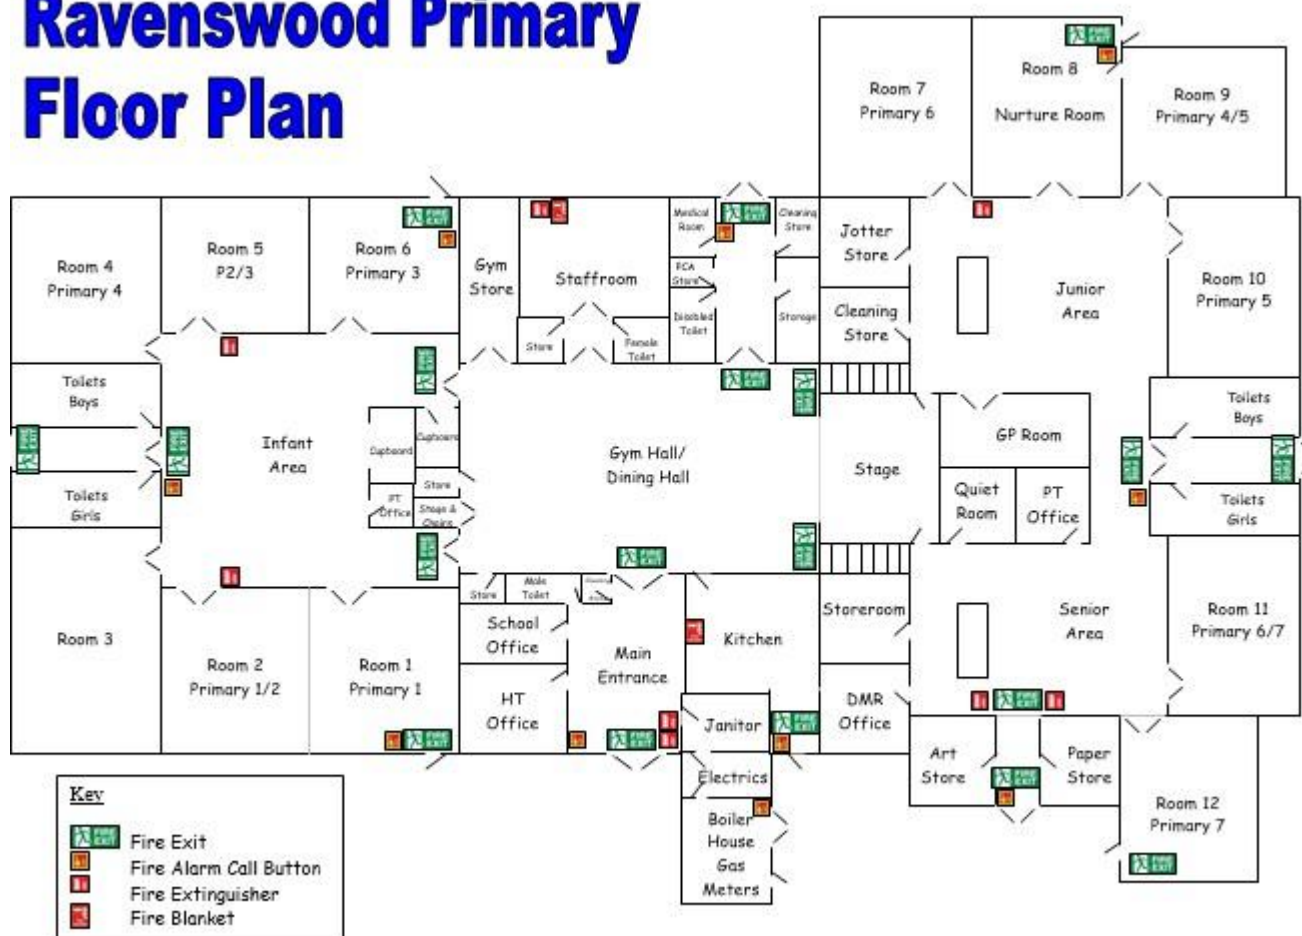 Ravenswood Primary
Floor Plan
Room 7
Primary 6
Room 8
Nurture Room
Room 9
Primary 4/5
Room 4
Primary 4
Room 5
P2/3
Room 6
Primary 3
Gym
Store
Staffroom
Store
Female
Toilet
Medical
Room
PCA
Store
Disabled
Toilet
Cleaning
Store
Storage
Jotter
Store
Cleaning
Store
Junior
Area
Room 10
Primary 5
Toilets
Boys
Infant
Area
Cupboard
Cupboard
Store
PT
Office
Stage &
Chairs
Gym Hall/
Dining Hall
Stage
GP Room
Quiet
Room
PT
Office
Toilets
Boys
Toilets
Girls
Toilets
Girls
Room 3
Room 2
Primary 1/2
Room 1
Primary 1
Store
Male
Toilet
School
Office
HT
Office
Main
Entrance
Kitchen
Janitor
Electrics
Boiler
House
Gas
Meters
Storeroom
DMR
Office
Senior
Area
Room 11
Primary 6/7
Art
Store
Paper
Store
Room 12
Primary 7
Key
FIRE EXIT
Fire Exit
Fire Alarm Call Button
Fire Extinguisher
Fire Blanket